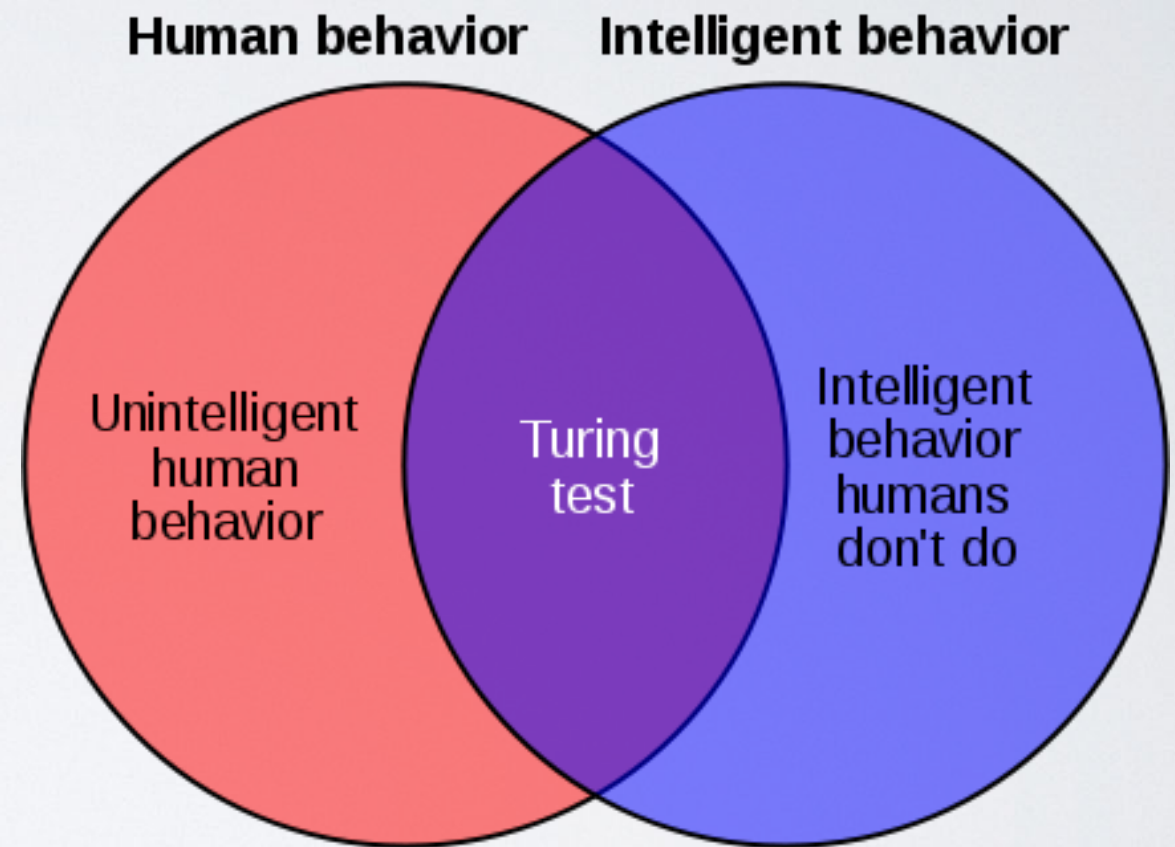 Human behavior
Intelligent behavior
Unintelligent
human
behavior
Turing
test
Intelligent
behavior
humans
don't do